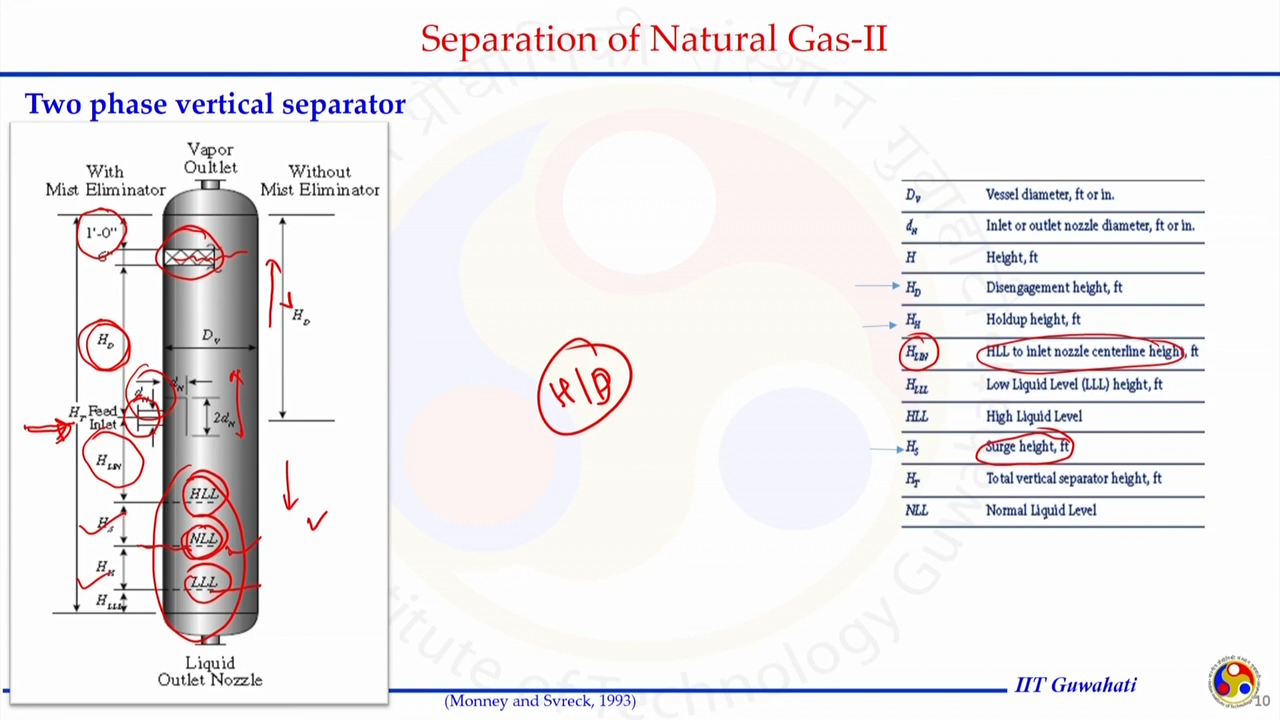 Separation of Natural Gas-II
Two phase vertical separator
Vapor
Oultlet
With
Mist Eliminator
Without
Mist Eliminator
1'-0"
6"
H_D
H_D
D_v
d_N
d_N
2d_N
H_T Feed
Inlet
H_LIN
HLL
H_S
NLL
H_H
LLL
H_LLL
Liquid
Outlet Nozzle
H/D
D_v Vessel diameter, ft or in.
d_N Inlet or outlet nozzle diameter, ft or in.
H Height, ft
H_D Disengagement height, ft
H_H Holdup height, ft
H_LIN HLL to inlet nozzle centerline height, ft
H_LLL Low Liquid Level (LLL) height, ft
HLL High Liquid Level
H_S Surge height, ft
H_T Total vertical separator height, ft
NLL Normal Liquid Level
(Monney and Svreck, 1993)
IIT Guwahati
10